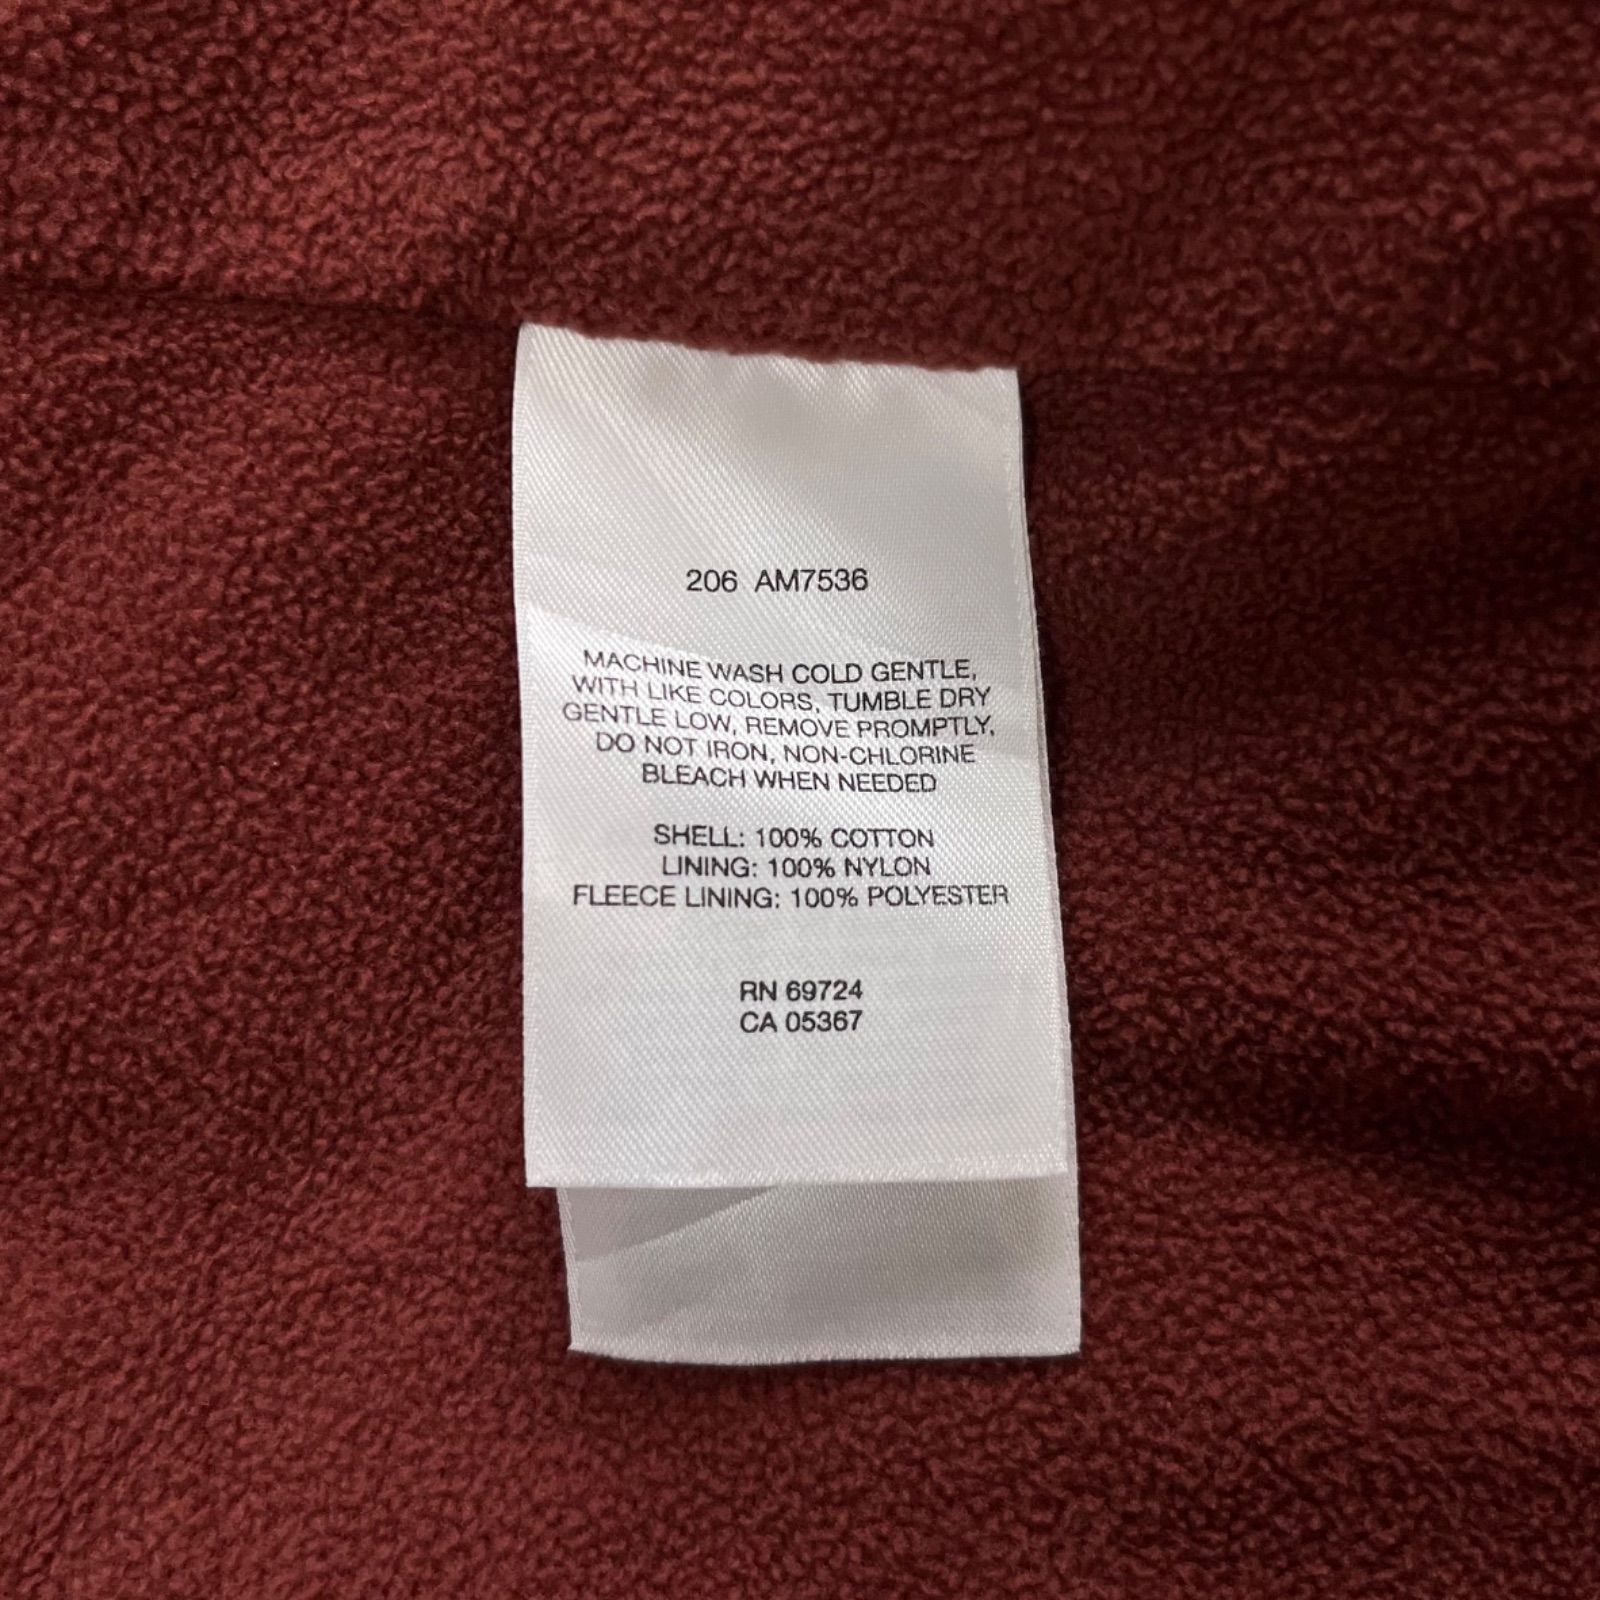 206 AM7536
MACHINE WASH COLD GENTLE,
WITH LIKE COLORS, TUMBLE DRY
GENTLE LOW, REMOVE PROMPTLY,
DO NOT IRON, NON-CHLORINE
BLEACH WHEN NEEDED
SHELL: 100% COTTON
LINING: 100% NYLON
FLEECE LINING: 100% POLYESTER
RN 69724
CA 05367